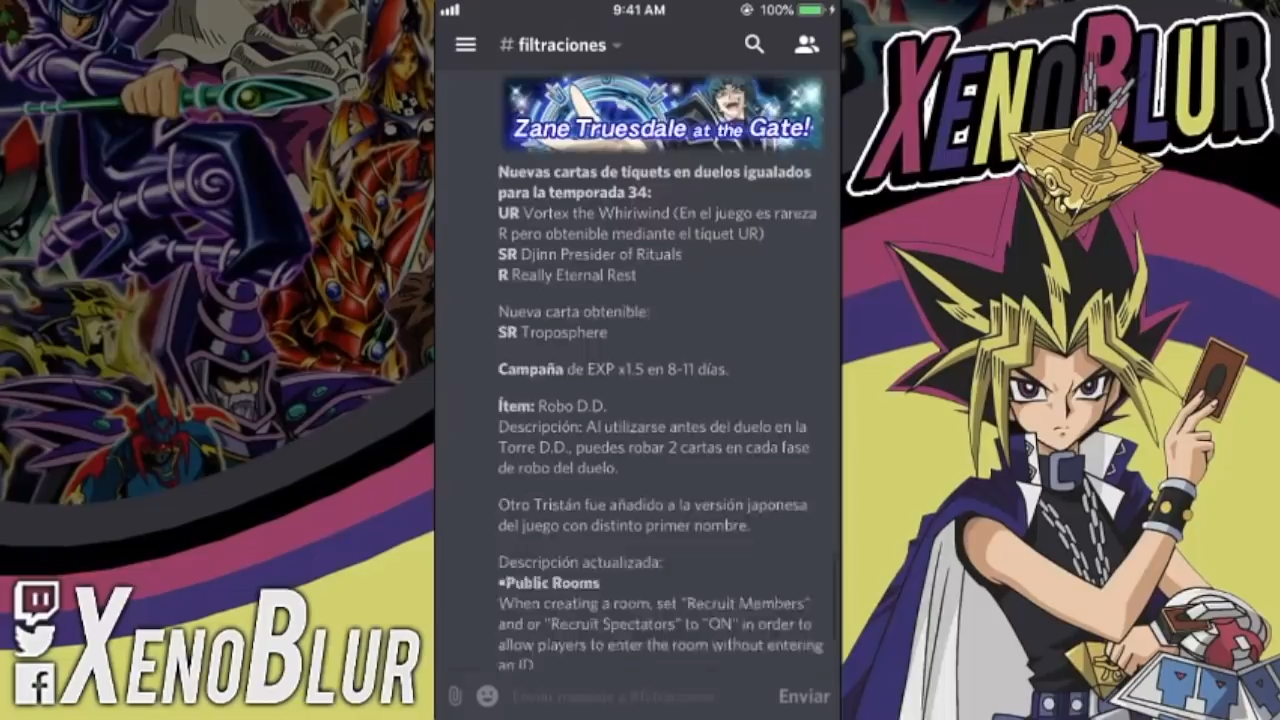 9:41 AM
100%
# filtraciones
Zane Truesdale at the Gate!
Nuevas cartas de tíquets en duelos igualados
para la temporada 34:
UR Vortex the Whirlwind (En el juego es rareza
R pero obtenible mediante el tíquet UR)
SR Djinn Presider of Rituals
R Really Eternal Rest
Nueva carta obtenible:
SR Troposphere
Campaña de EXP x1.5 en 8-11 días.
Ítem: Robo D.D.
Descripción: Al utilizarse antes del duelo en la
Torre D.D., puedes robar 2 cartas en cada fase
de robo del duelo.
Otro Tristán fue añadido a la versión japonesa
del juego con distinto primer nombre.
Descripción actualizada:
▪Public Rooms
When creating a room, set "Recruit Members"
and or "Recruit Spectators" to "ON" in order to
allow players to enter the room without entering
an ID
Enviar mensaje a #filtraciones
Enviar
XENOBLUR
XENOBLUR